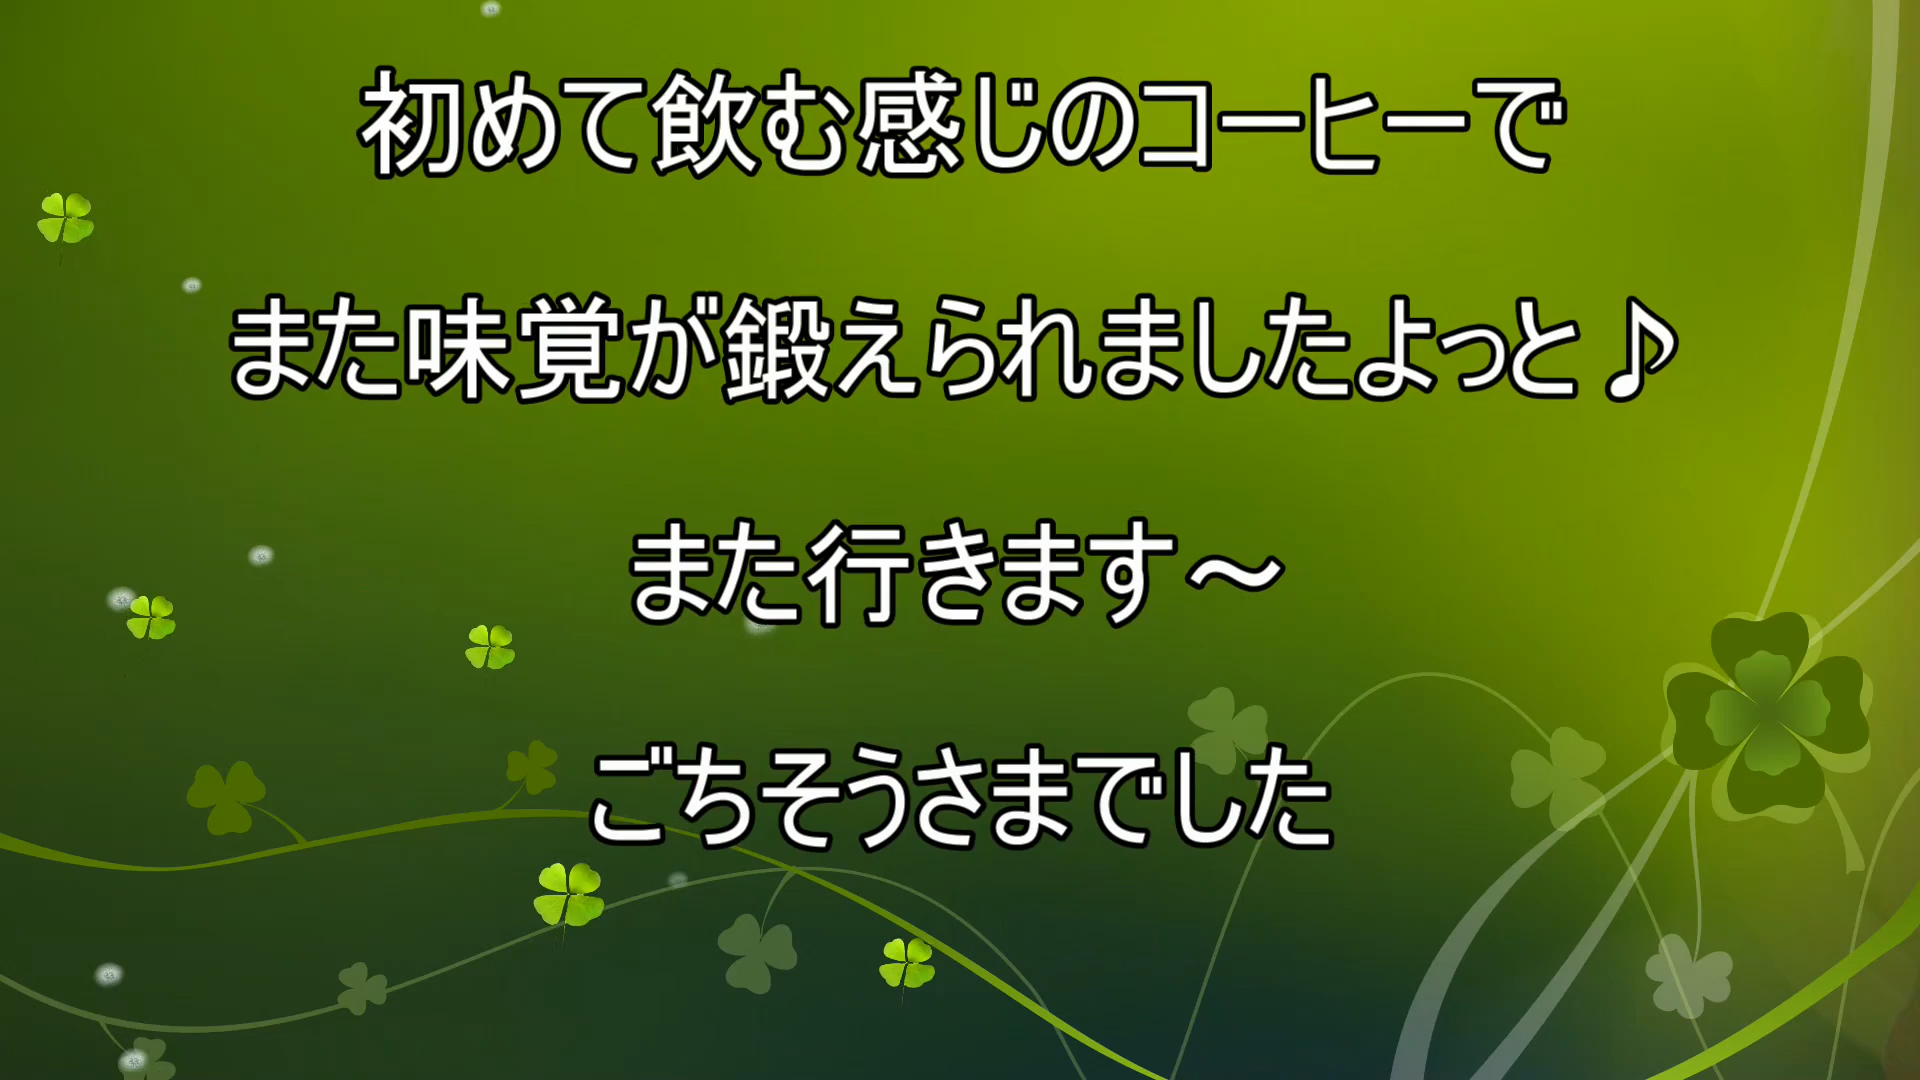 初めて飲む感じのコーヒーで
また味覚が鍛えられましたよっと♪
また行きます～
ごちそうさまでした